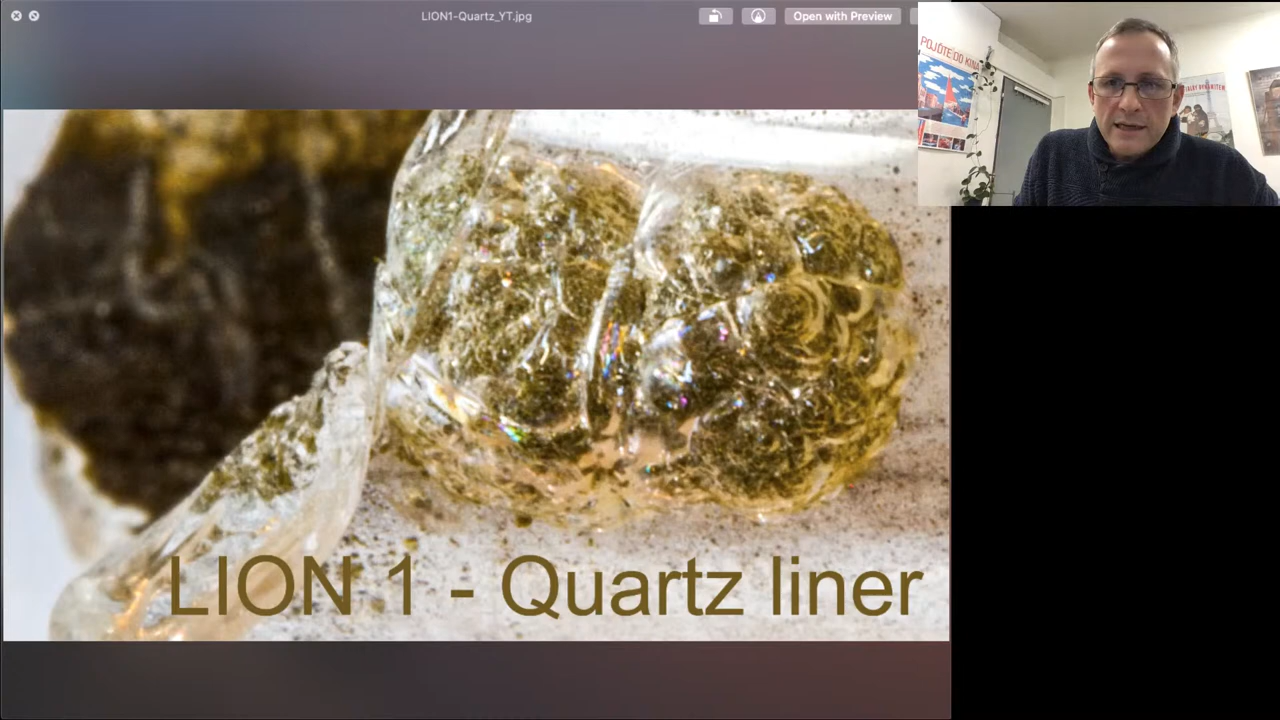 LION1-Quartz_YT.jpg
Open with Preview
POJĎTE DO KINA
LION 1 - Quartz liner